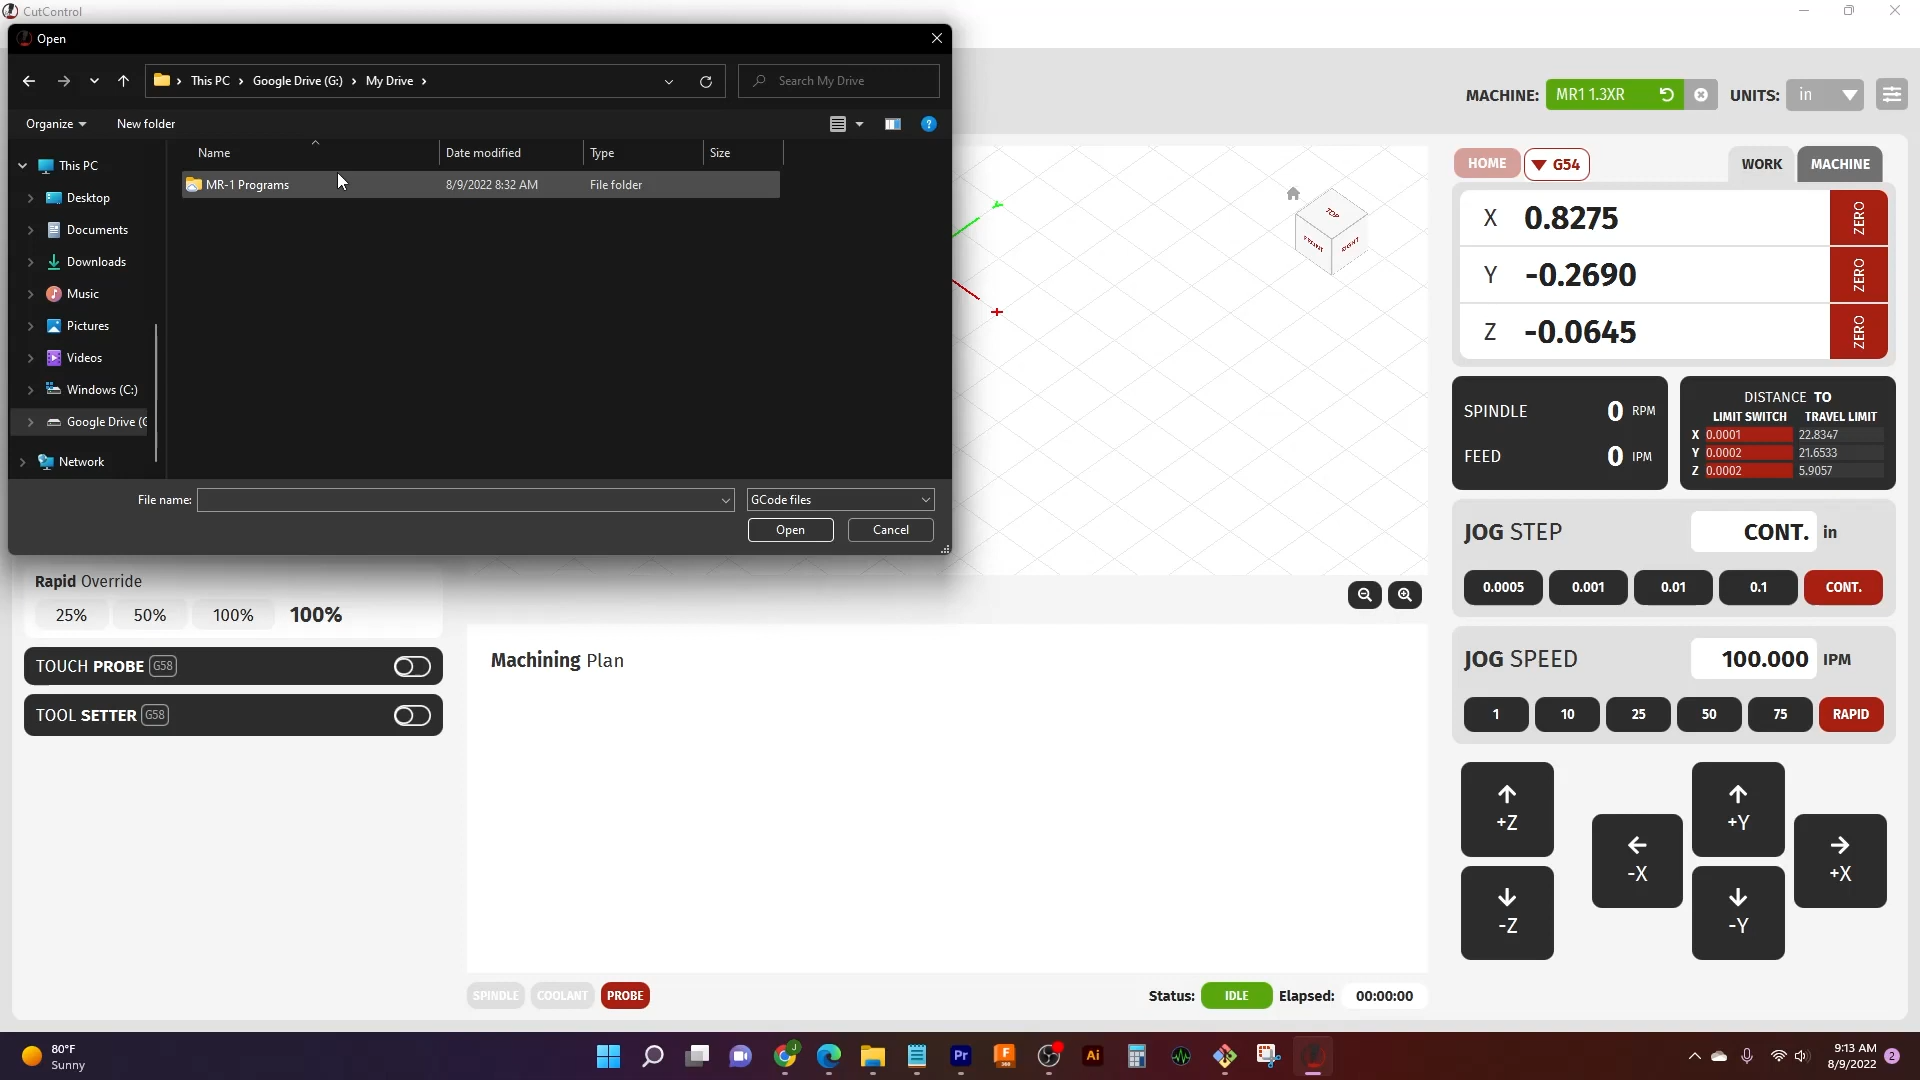 CutControl
Open
This PC > Google Drive (G:) > My Drive >
Search My Drive
Organize
New folder
Name
Date modified
Type
Size
MR-1 Programs
8/9/2022 8:32 AM
File folder
This PC
Desktop
Documents
Downloads
Music
Pictures
Videos
Windows (C:)
Google Drive (G
Network
File name:
GCode files
Open
Cancel
MACHINE:
MR1 1.3XR
UNITS:
in
HOME
G54
WORK
MACHINE
TOP
RIGHT
X 0.8275 ZERO
Y -0.2690 ZERO
Z -0.0645 ZERO
SPINDLE 0 RPM
FEED 0 IPM
DISTANCE TO
LIMIT SWITCH TRAVEL LIMIT
X 0.0001 22.8347
Y 0.0002 21.6533
Z 0.0002 5.9057
JOG STEP CONT. in
0.0005 0.001 0.01 0.1 CONT.
JOG SPEED 100.000 IPM
1 10 25 50 75 RAPID
+Z
-Z
+Y
-X
+X
-Y
Rapid Override
25% 50% 100% 100%
TOUCH PROBE G58
TOOL SETTER G58
Machining Plan
SPINDLE COOLANT PROBE
Status: IDLE Elapsed: 00:00:00
80°F
Sunny
Pr
F
360
Ai
J
9:13 AM
8/9/2022
2